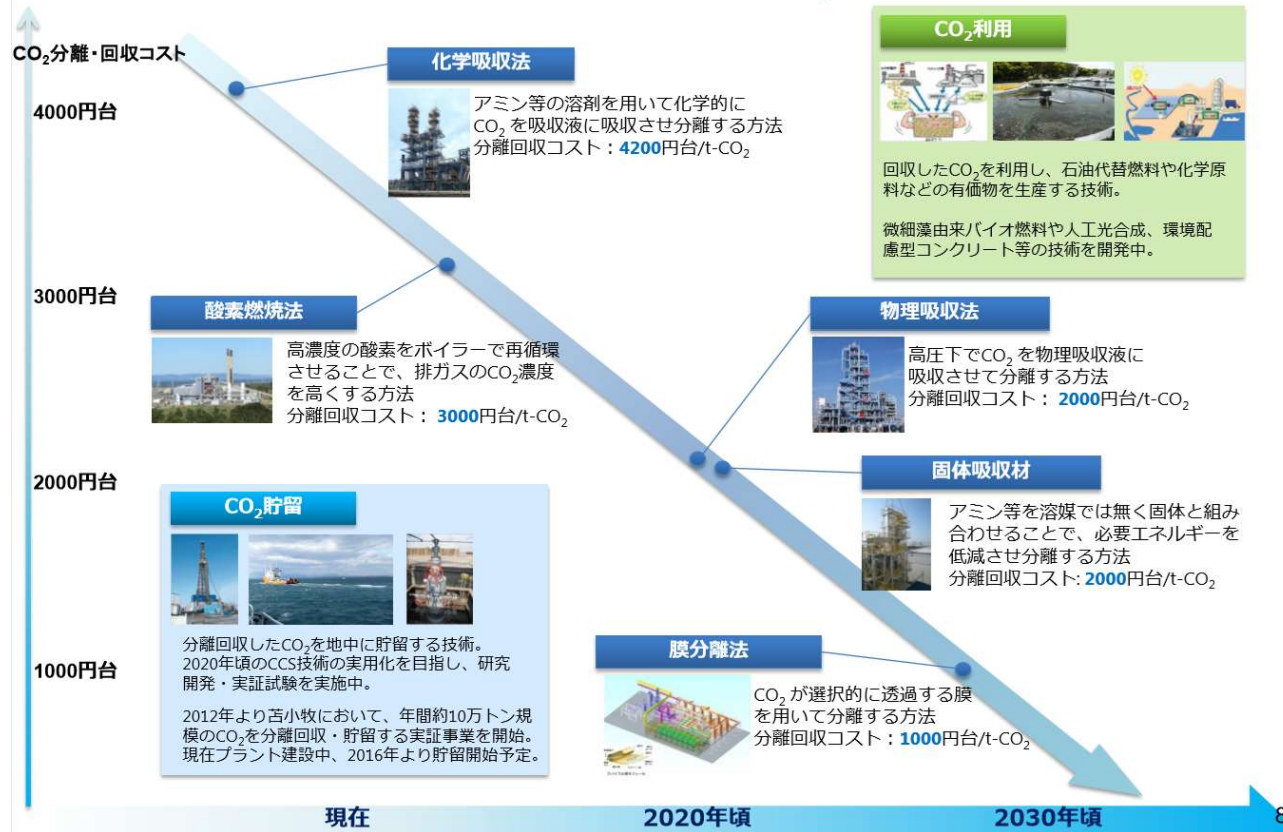 CO₂分離・回収コスト
4000円台
3000円台
2000円台
1000円台
化学吸収法
アミン等の溶剤を用いて化学的に
CO₂ を吸収液に吸収させ分離する方法
分離回収コスト：4200円台/t-CO₂
CO₂利用
回収したCO₂を利用し、石油代替燃料や化学原
料などの有価物を生産する技術。
微細藻由来バイオ燃料や人工光合成、環境配
慮型コンクリート等の技術を開発中。
酸素燃焼法
高濃度の酸素をボイラーで再循環
させることで、排ガスのCO₂濃度
を高くする方法
分離回収コスト： 3000円台/t-CO₂
物理吸収法
高圧下でCO₂ を物理吸収液に
吸収させて分離する方法
分離回収コスト： 2000円台/t-CO₂
固体吸収材
アミン等を溶媒では無く固体と組み
合わせることで、必要エネルギーを
低減させ分離する方法
分離回収コスト: 2000円台/t-CO₂
CO₂貯留
分離回収したCO₂を地中に貯留する技術。
2020年頃のCCS技術の実用化を目指し、研究
開発・実証試験を実施中。
2012年より苫小牧において、年間約10万トン規
模のCO₂を分離回収・貯留する実証事業を開始。
現在プラント建設中、2016年より貯留開始予定。
膜分離法
CO₂ が選択的に透過する膜
を用いて分離する方法
分離回収コスト：1000円台/t-CO₂
現在
2020年頃
2030年頃
8